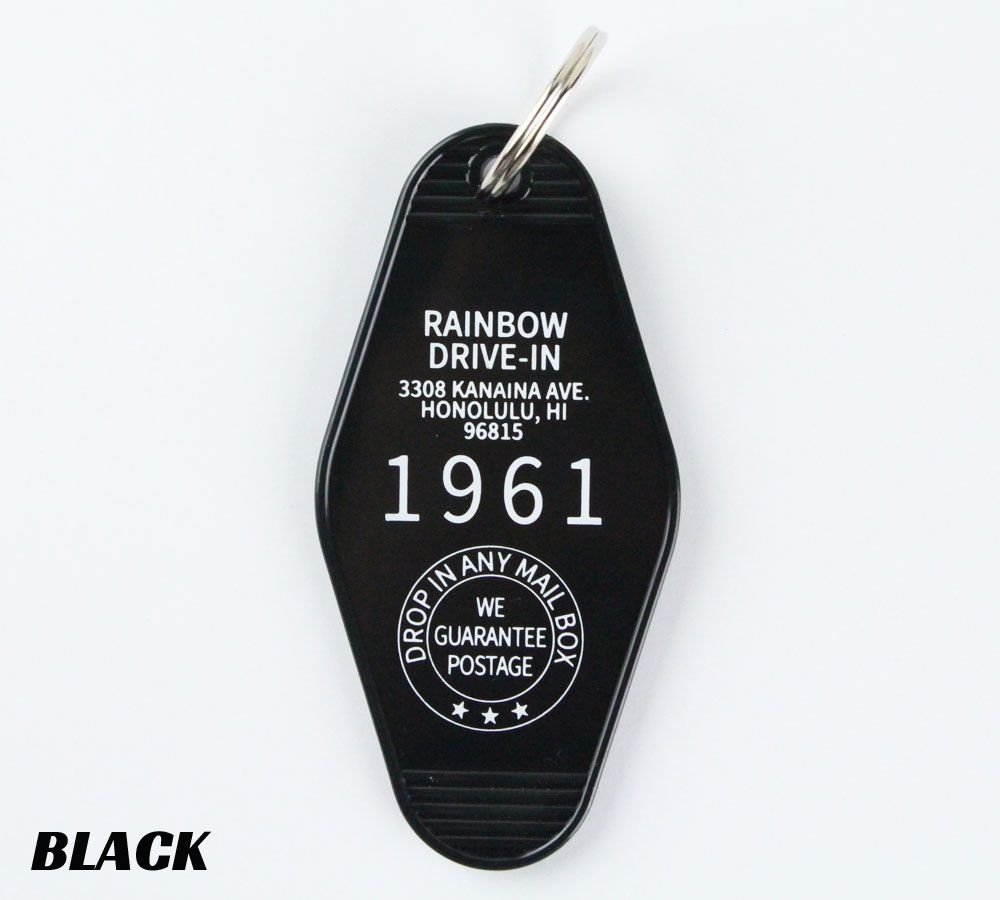 RAINBOW
DRIVE-IN
3308 KANAINA AVE.
HONOLULU, HI
96815
1961
DROP IN ANY MAIL BOX
WE
GUARANTEE
POSTAGE
BLACK